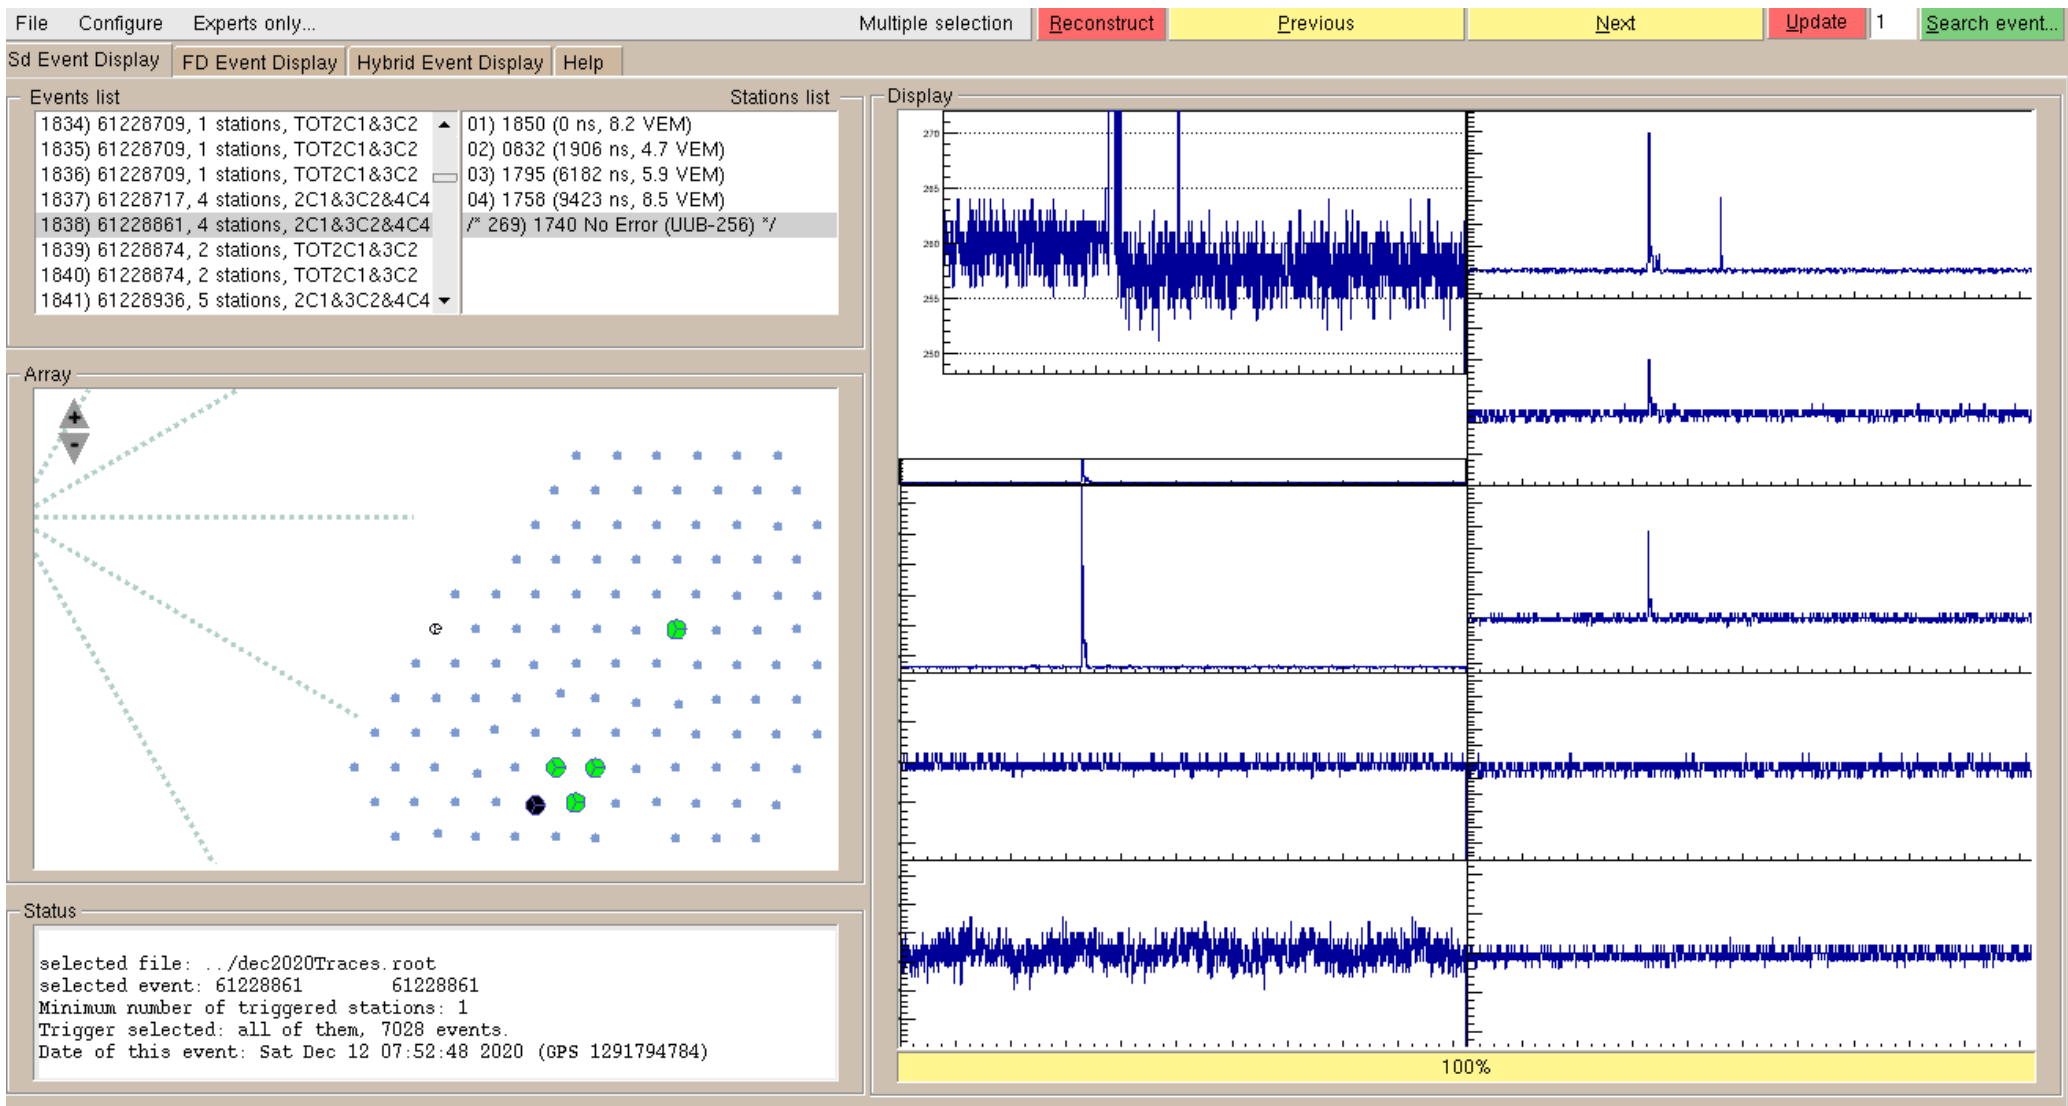 File Configure Experts only... Multiple selection Reconstruct Previous Next Update 1 Search event...
Sd Event Display FD Event Display Hybrid Event Display Help
Events list Stations list
1834) 61228709, 1 stations, TOT2C1&3C2
1835) 61228709, 1 stations, TOT2C1&3C2
1836) 61228709, 1 stations, TOT2C1&3C2
1837) 61228717, 4 stations, 2C1&3C2&4C4
1838) 61228861, 4 stations, 2C1&3C2&4C4
1839) 61228874, 2 stations, TOT2C1&3C2
1840) 61228874, 2 stations, TOT2C1&3C2
1841) 61228936, 5 stations, 2C1&3C2&4C4
01) 1850 (0 ns, 8.2 VEM)
02) 0832 (1906 ns, 4.7 VEM)
03) 1795 (6182 ns, 5.9 VEM)
04) 1758 (9423 ns, 8.5 VEM)
/* 269) 1740 No Error (UUB-256) */
Array
+
-
Status
selected file: ../dec2020Traces.root
selected event: 61228861 61228861
Minimum number of triggered stations: 1
Trigger selected: all of them, 7028 events.
Date of this event: Sat Dec 12 07:52:48 2020 (GPS 1291794784)
Display
270
265
260
255
250
100%